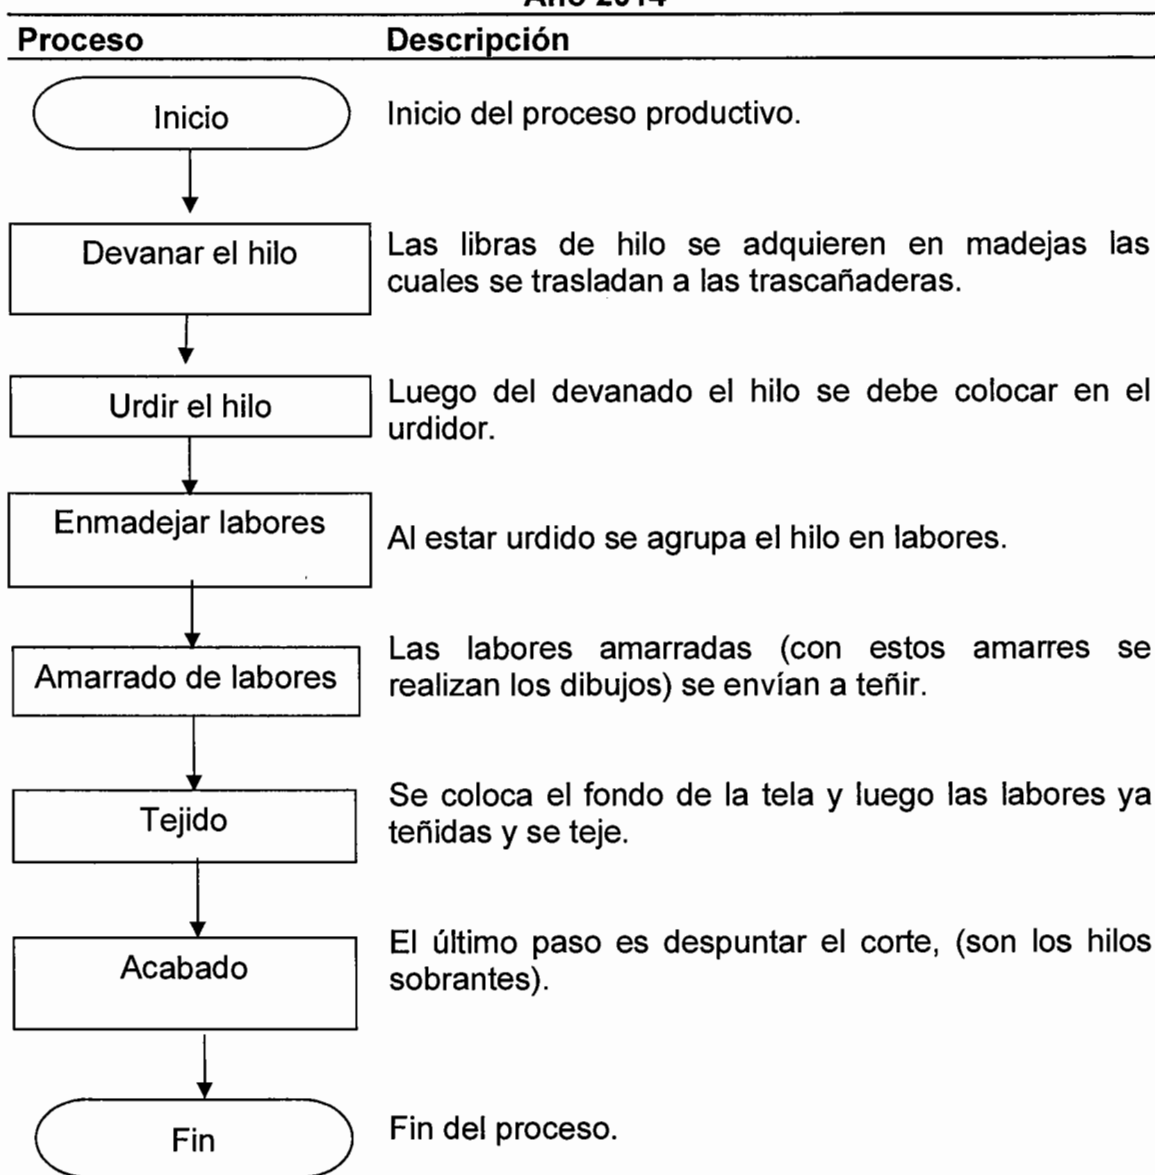 Año 2014
Proceso Descripción
Inicio Inicio del proceso productivo.
Devanar el hilo Las libras de hilo se adquieren en madejas las
cuales se trasladan a las trascañaderas.
Urdir el hilo Luego del devanado el hilo se debe colocar en el
urdidor.
Enmadejar labores Al estar urdido se agrupa el hilo en labores.
Amarrado de labores Las labores amarradas (con estos amarres se
realizan los dibujos) se envían a teñir.
Tejido Se coloca el fondo de la tela y luego las labores ya
teñidas y se teje.
Acabado El último paso es despuntar el corte, (son los hilos
sobrantes).
Fin Fin del proceso.